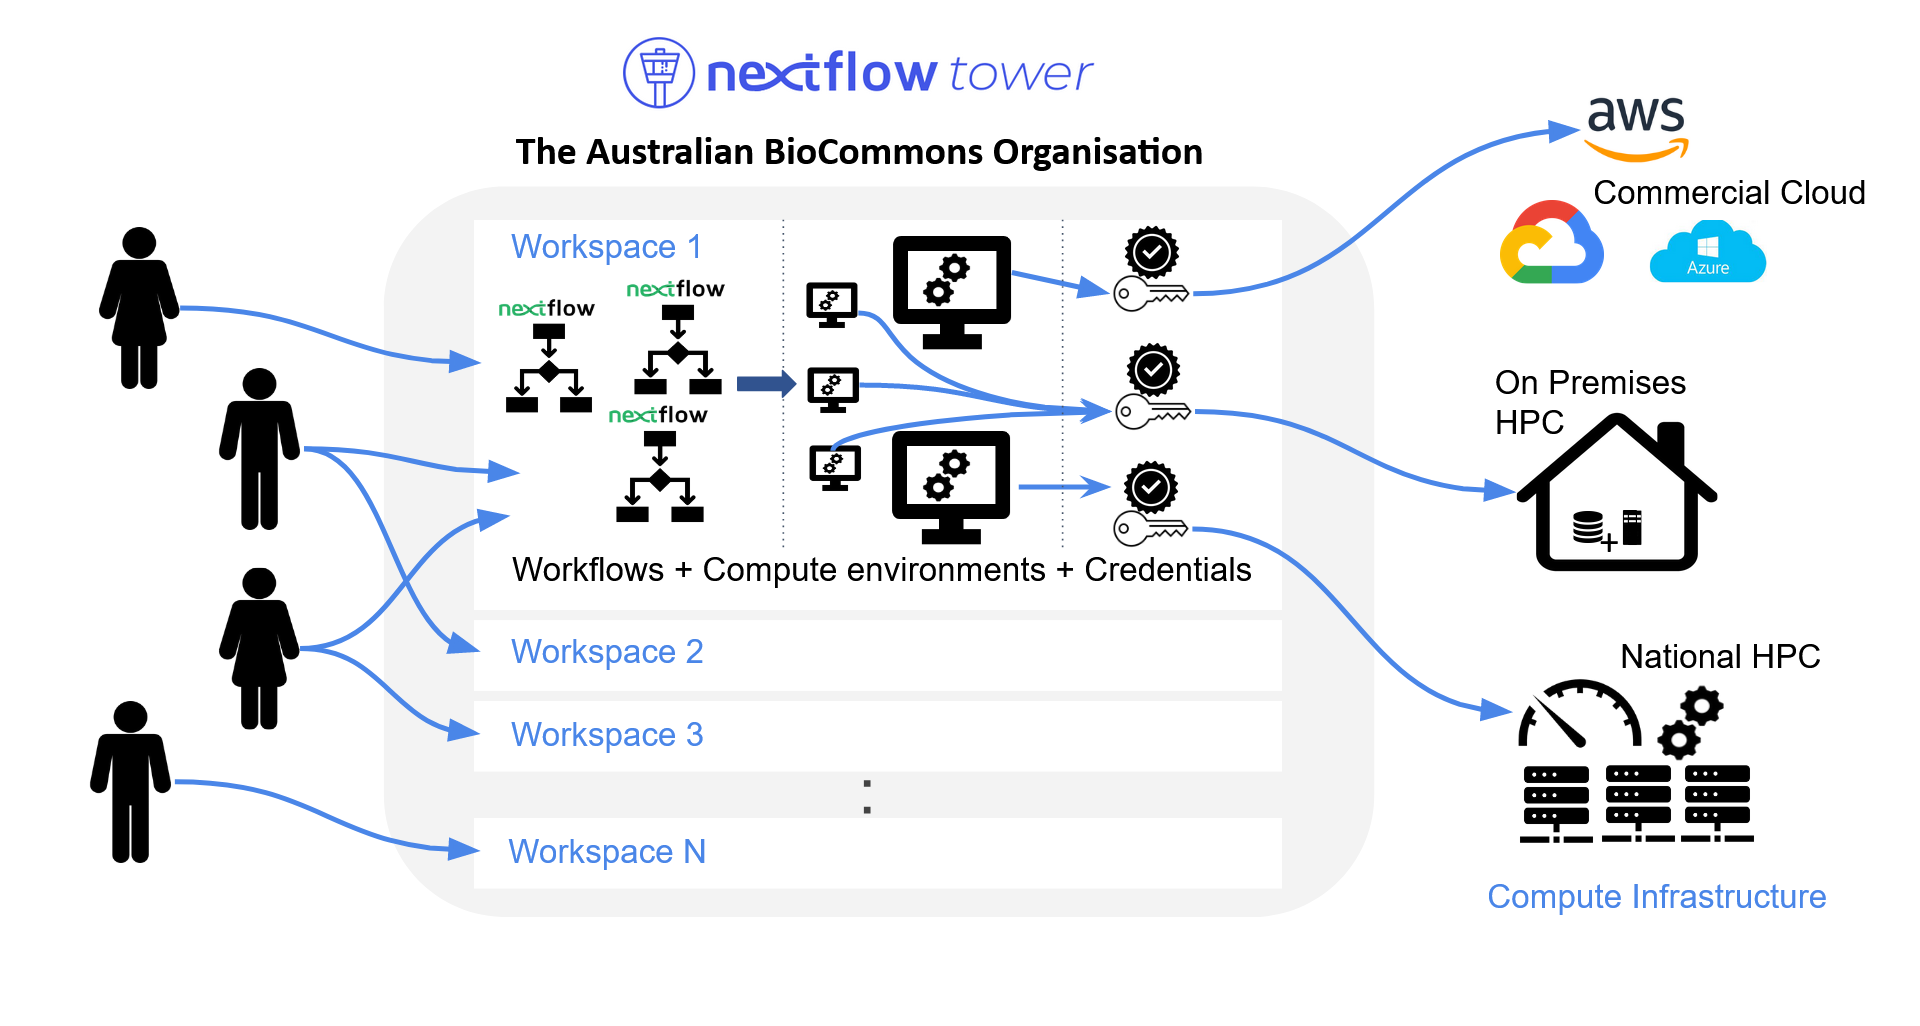 nextflow tower
The Australian BioCommons Organisation
aws
Commercial Cloud
Azure
Workspace 1
nextflow
nextflow
nextflow
Workflows + Compute environments + Credentials
On Premises
HPC
+
Workspace 2
National HPC
Workspace 3
:
Workspace N
Compute Infrastructure